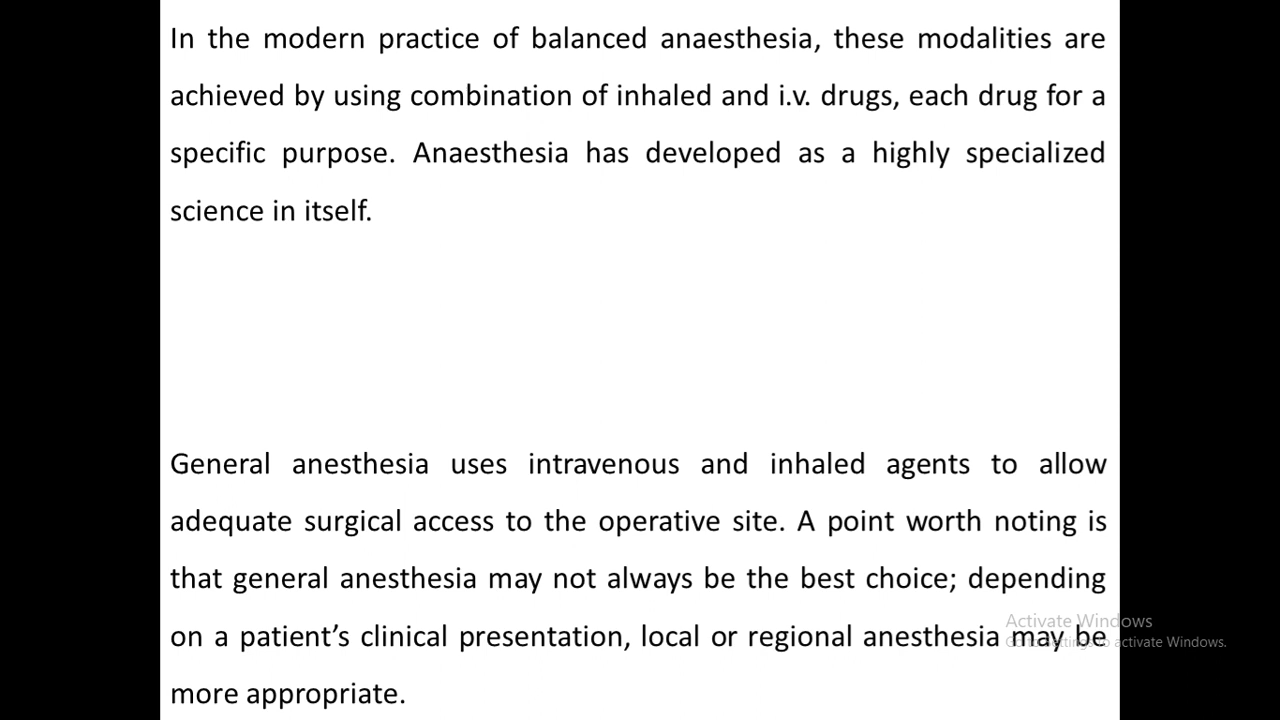 In the modern practice of balanced anaesthesia, these modalities are
achieved by using combination of inhaled and i.v. drugs, each drug for a
specific purpose. Anaesthesia has developed as a highly specialized
science in itself.
General anesthesia uses intravenous and inhaled agents to allow
adequate surgical access to the operative site. A point worth noting is
that general anesthesia may not always be the best choice; depending
on a patient’s clinical presentation, local or regional anesthesia may be
more appropriate.
Activate Windows
Go to Settings to activate Windows.